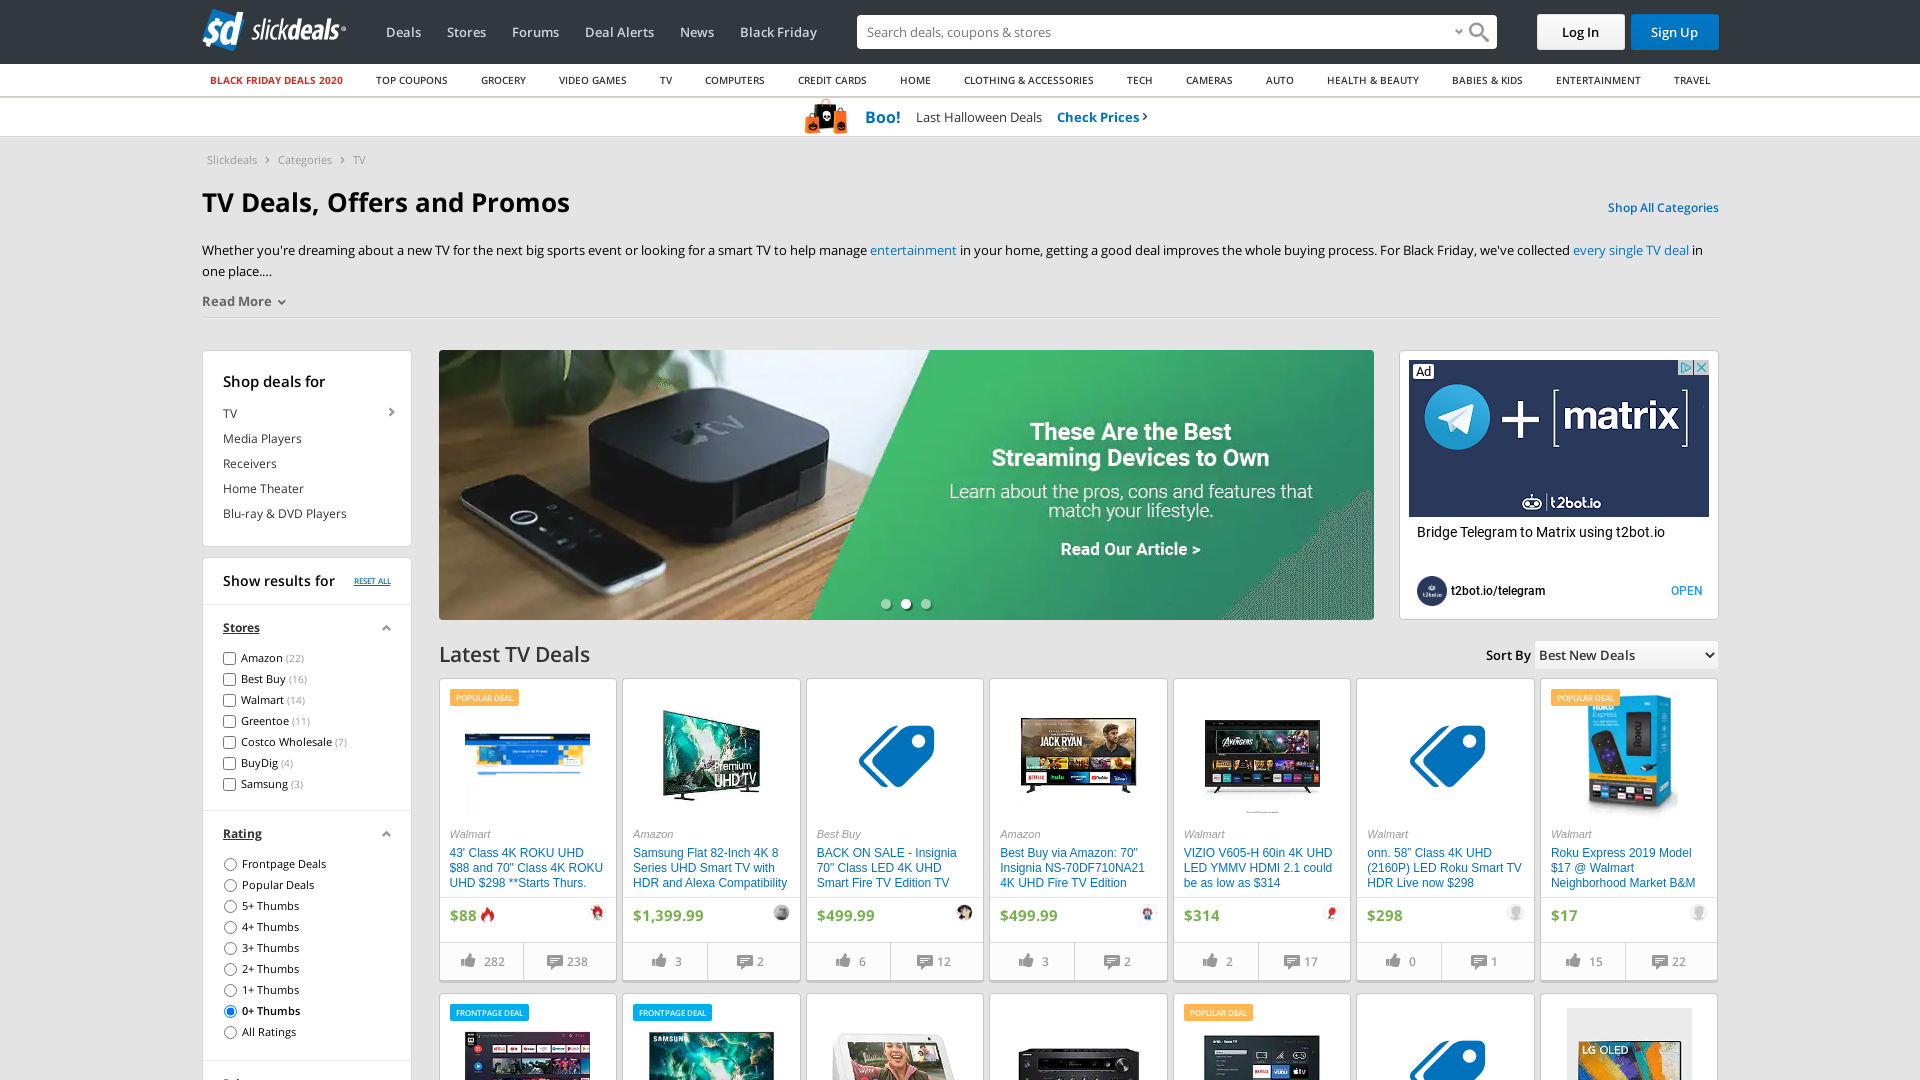 sd slickdeals
Deals
Stores
Forums
Deal Alerts
News
Black Friday
Search deals, coupons & stores
Log In
Sign Up
BLACK FRIDAY DEALS 2020
TOP COUPONS
GROCERY
VIDEO GAMES
TV
COMPUTERS
CREDIT CARDS
HOME
CLOTHING & ACCESSORIES
TECH
CAMERAS
AUTO
HEALTH & BEAUTY
BABIES & KIDS
ENTERTAINMENT
TRAVEL
Boo! Last Halloween Deals Check Prices
Slickdeals > Categories > TV
TV Deals, Offers and Promos
Shop All Categories
Whether you're dreaming about a new TV for the next big sports event or looking for a smart TV to help manage entertainment in your home, getting a good deal improves the whole buying process. For Black Friday, we've collected every single TV deal in
one place....
Read More
Shop deals for
TV
Media Players
Receivers
Home Theater
Blu-ray & DVD Players
Show results for
RESET ALL
Stores
Amazon (22)
Best Buy (16)
Walmart (14)
Greentoe (11)
Costco Wholesale (7)
BuyDig (4)
Samsung (3)
Rating
Frontpage Deals
Popular Deals
5+ Thumbs
4+ Thumbs
3+ Thumbs
2+ Thumbs
1+ Thumbs
0+ Thumbs
All Ratings
tv
These Are the Best
Streaming Devices to Own
Learn about the pros, cons and features that
match your lifestyle.
Read Our Article >
Ad
+ [matrix]
t2bot.io
Bridge Telegram to Matrix using t2bot.io
t2bot.io/telegram
OPEN
Latest TV Deals
Sort By
Best New Deals
POPULAR DEAL
Walmart
43' Class 4K ROKU UHD
$88 and 70" Class 4K ROKU
UHD $298 **Starts Thurs.
$88
282
238
Premium
UHD TV
Amazon
Samsung Flat 82-Inch 4K 8
Series UHD Smart TV with
HDR and Alexa Compatibility
$1,399.99
3
2
Best Buy
BACK ON SALE - Insignia
70" Class LED 4K UHD
Smart Fire TV Edition TV
$499.99
6
12
JACK RYAN
NETFLIX
hulu
Amazon
Best Buy via Amazon: 70"
Insignia NS-70DF710NA21
4K UHD Fire TV Edition
$499.99
3
2
AVENGERS
Walmart
VIZIO V605-H 60in 4K UHD
LED YMMV HDMI 2.1 could
be as low as $314
$314
2
17
Walmart
onn. 58" Class 4K UHD
(2160P) LED Roku Smart TV
HDR Live now $298
$298
0
1
POPULAR DEAL
Roku
Express
Roku
Walmart
Roku Express 2019 Model
$17 @ Walmart
Neighborhood Market B&M
$17
15
22
FRONTPAGE DEAL
FRONTPAGE DEAL
SAMSUNG
POPULAR DEAL
NETFLIX
VUDU
tv
LG OLED